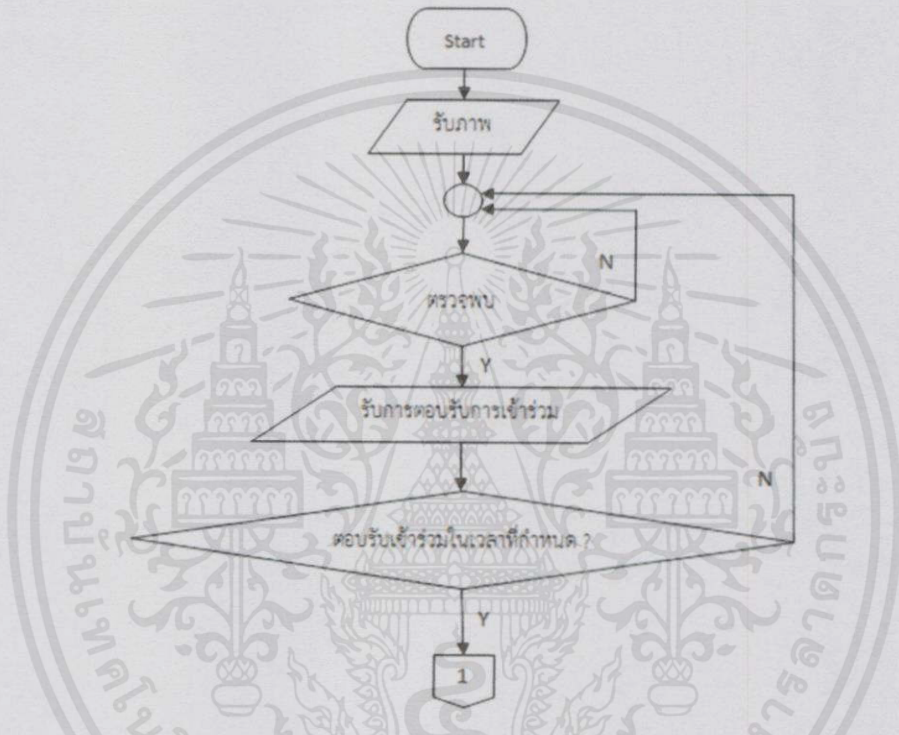 Start
รับภาพ
N
ตรวจพบ
Y
รับการตอบรับการเข้าร่วม
N
ตอบรับเข้าร่วมในเวลาที่กำหนด ?
Y
1